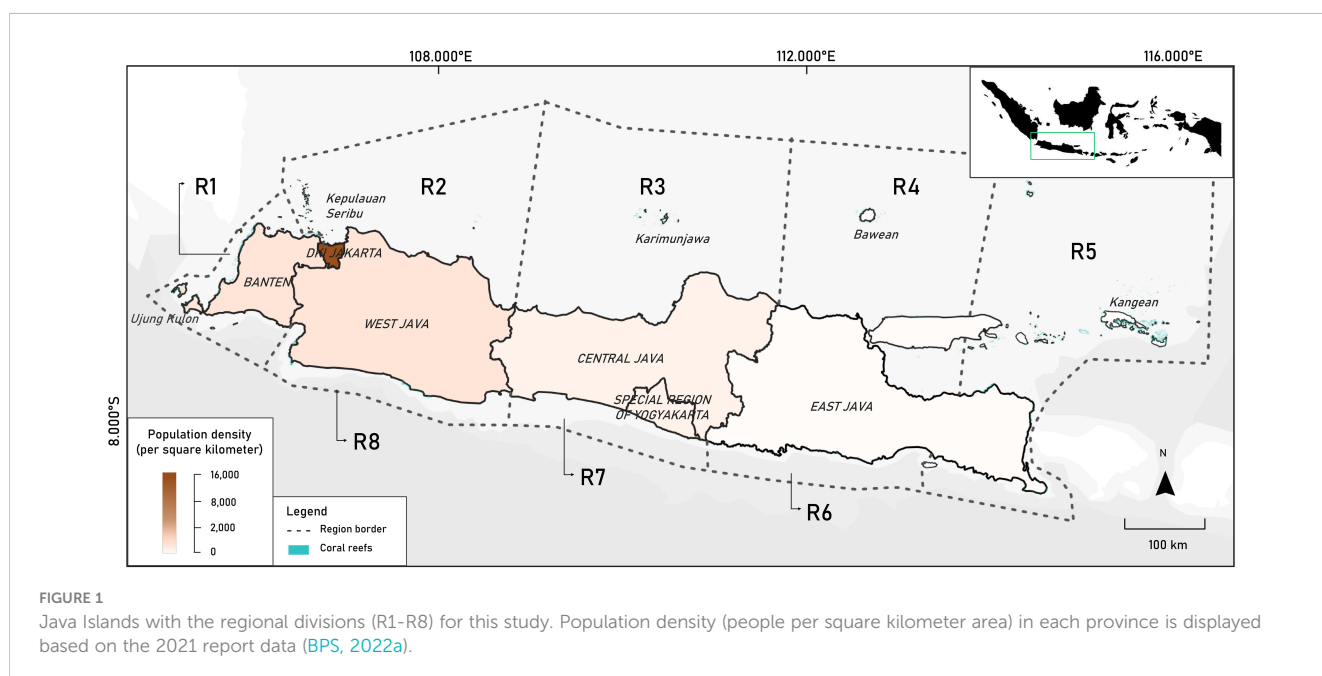 108.000°E
112.000°E
116.000°E
R1
R2
R3
R4
R5
Kepulauan
Seribu
Karimunjawa
Bawean
Kangean
DKI JAKARTA
BANTEN
Ujung Kulon
WEST JAVA
CENTRAL JAVA
SPECIAL REGION
OF YOGYAKARTA
EAST JAVA
8.000°S
R8
R7
R6
Population density
(per square kilometer)
16,000
8,000
2,000
0
Legend
Region border
Coral reefs
N
100 km
FIGURE 1
Java Islands with the regional divisions (R1-R8) for this study. Population density (people per square kilometer area) in each province is displayed
based on the 2021 report data (BPS, 2022a).